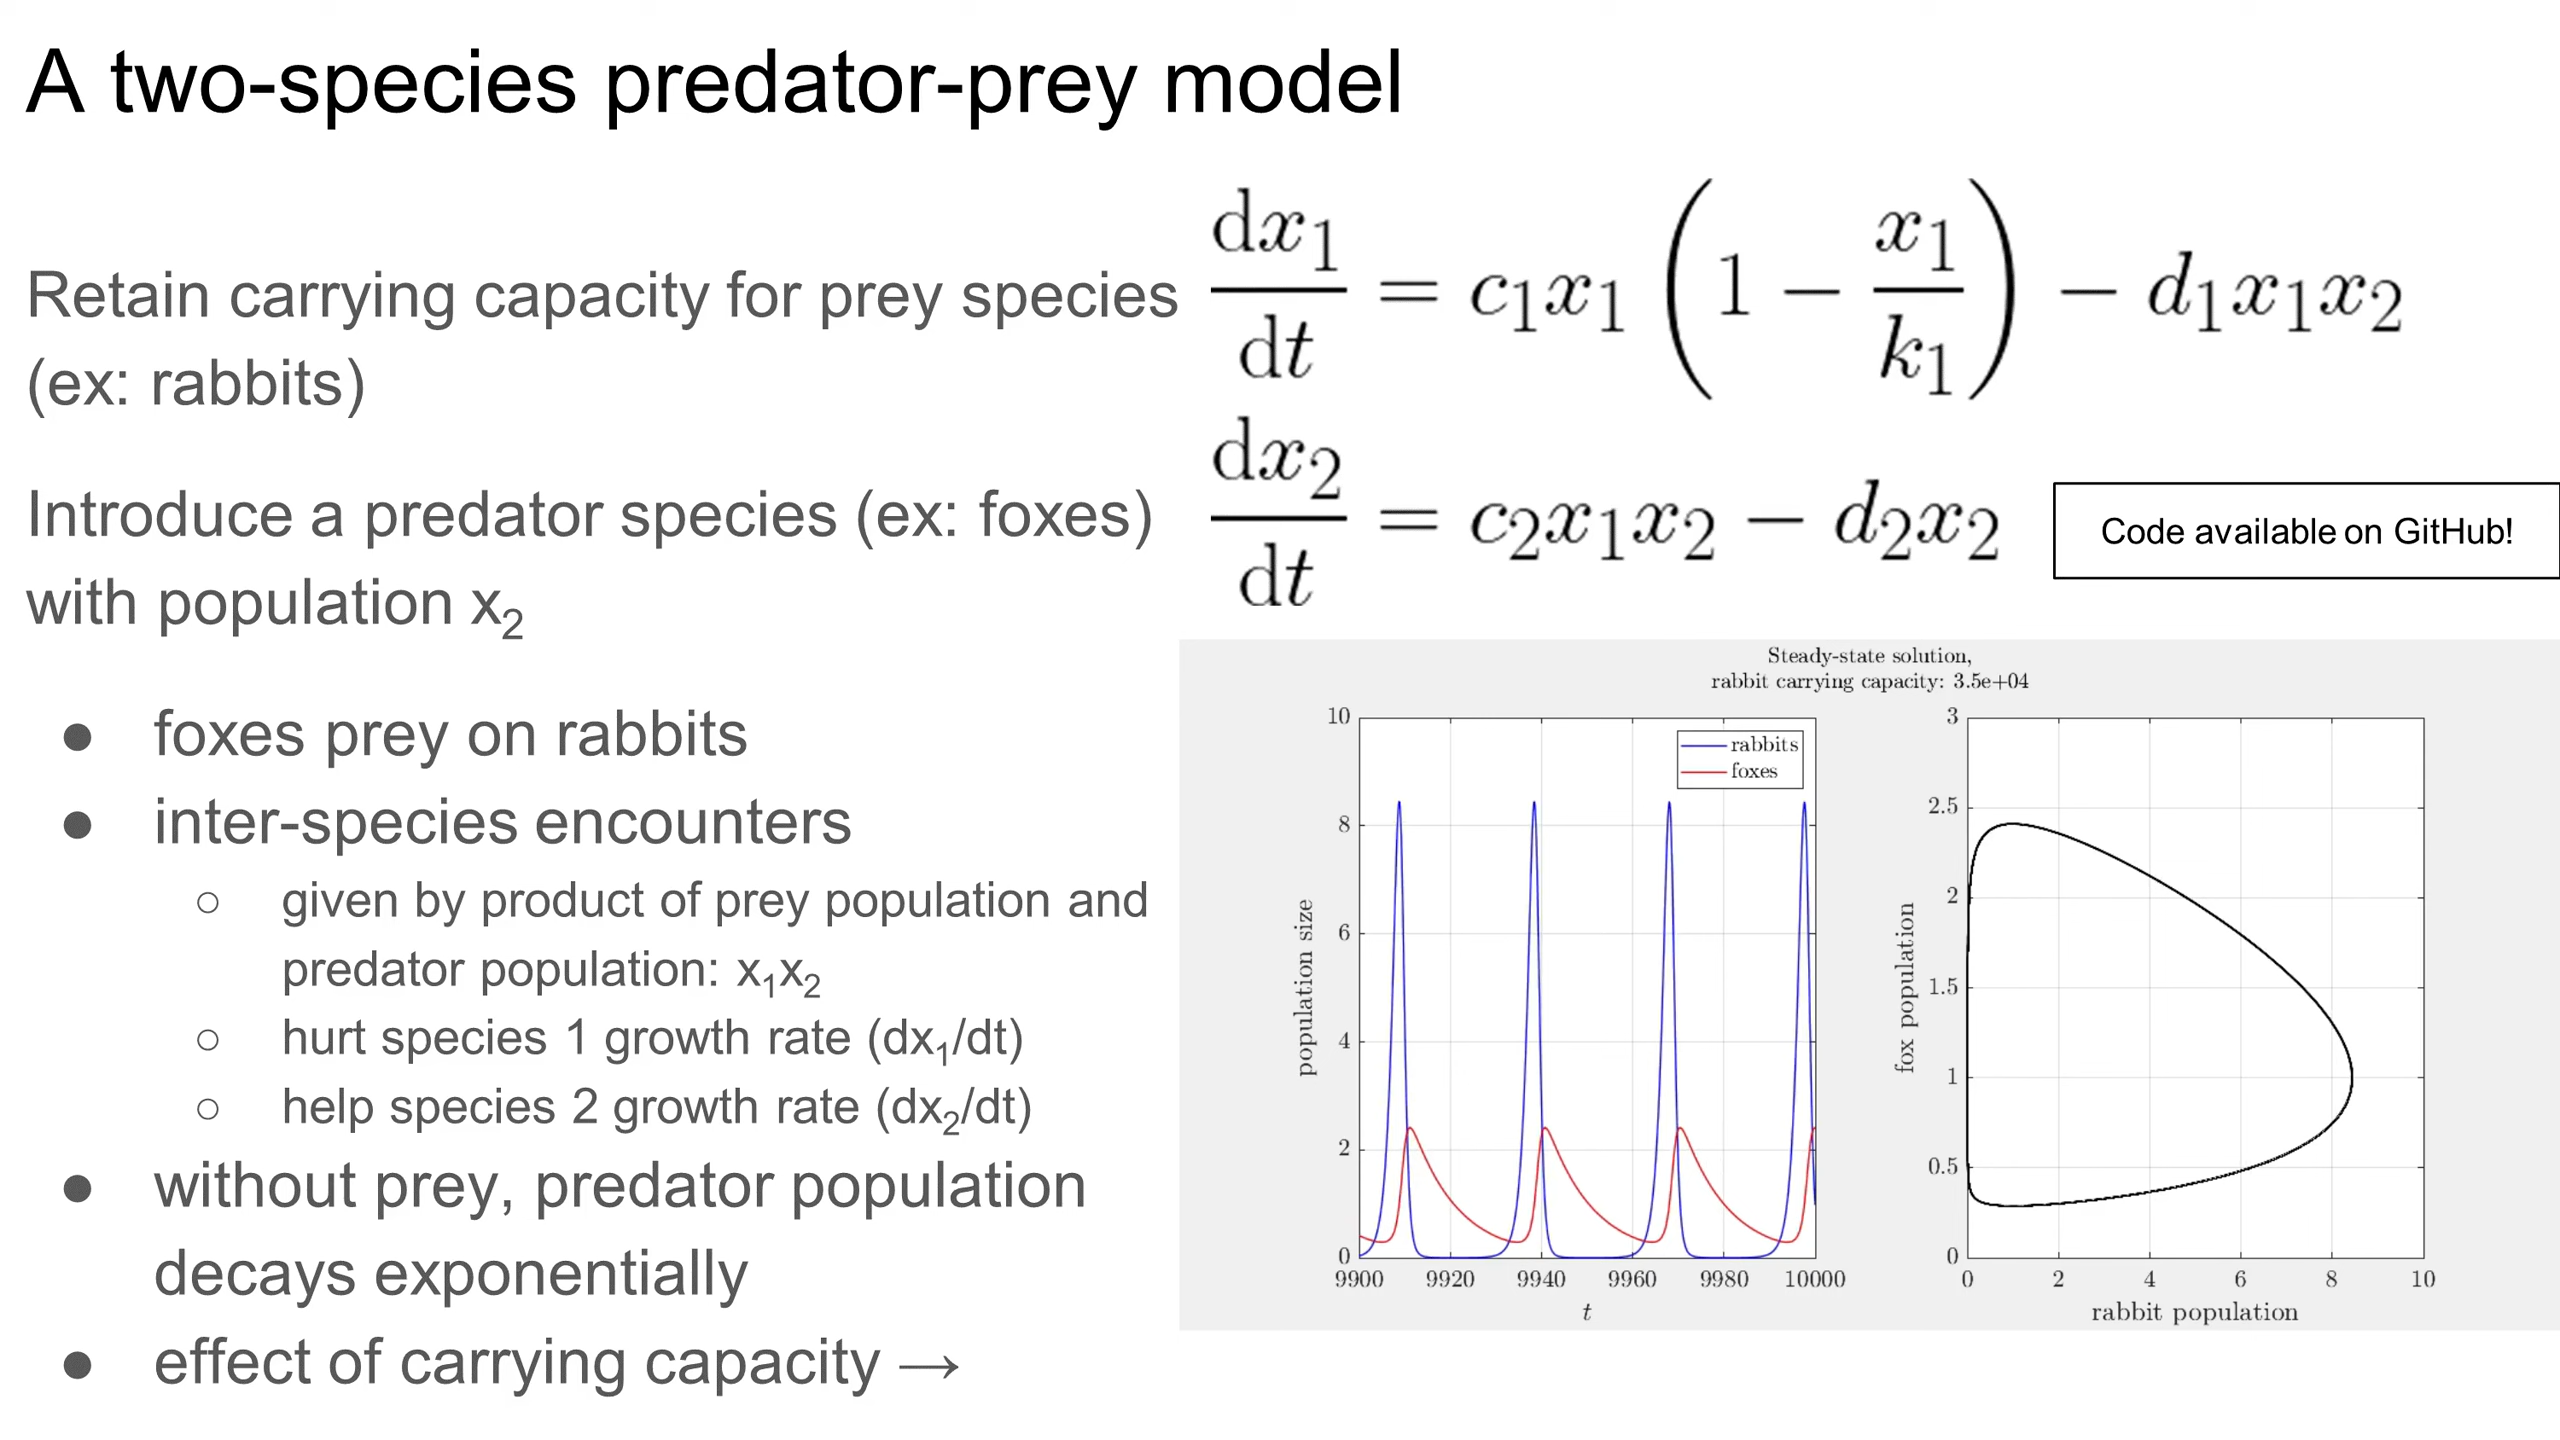 A two-species predator-prey model
Retain carrying capacity for prey species
(ex: rabbits)
Introduce a predator species (ex: foxes)
with population x₂
● foxes prey on rabbits
● inter-species encounters
○ given by product of prey population and
predator population: x₁x₂
○ hurt species 1 growth rate (dx₁/dt)
○ help species 2 growth rate (dx₂/dt)
● without prey, predator population
decays exponentially
● effect of carrying capacity →
dx₁/dt = c₁x₁ (1 − x₁/k₁) − d₁x₁x₂
dx₂/dt = c₂x₁x₂ − d₂x₂
Code available on GitHub!
Steady-state solution,
rabbit carrying capacity: 3.5e+04
population size
10
8
6
4
2
0
rabbits
foxes
9900 9920 9940 9960 9980 10000
t
fox population
3
2.5
2
1.5
1
0.5
0
0 2 4 6 8 10
rabbit population